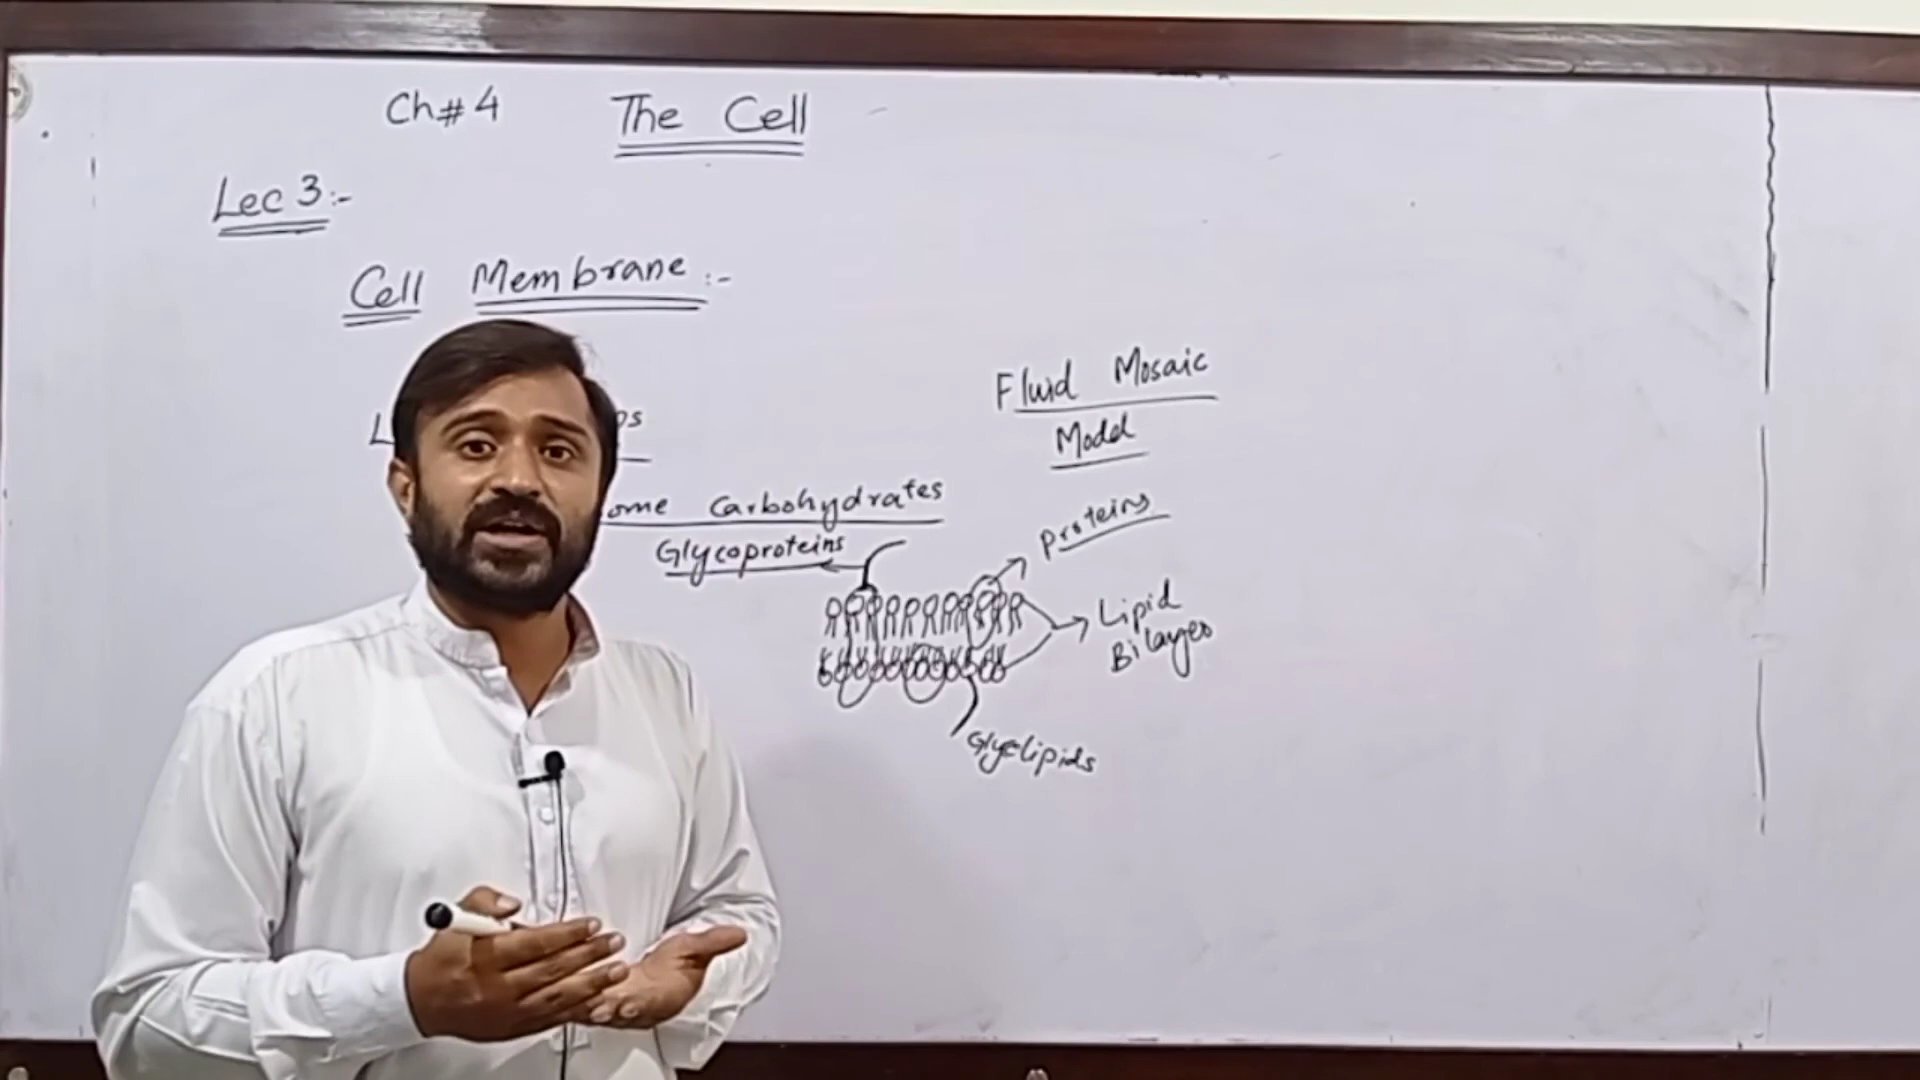 Ch#4 The Cell
Lec 3:-
Cell Membrane:-
Fluid Mosaic
Model
Carbohydrates
Glycoproteins
proteins
Lipid
Bilayer
Glycolipids